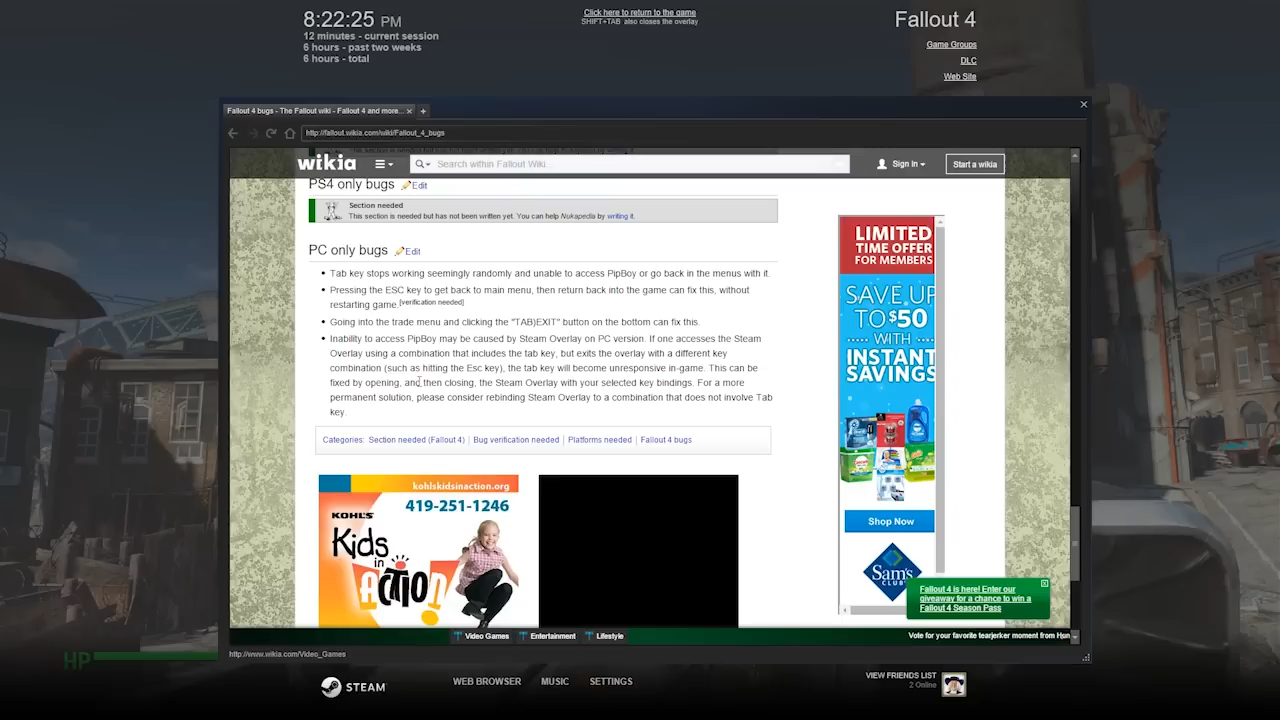 8:22:25 PM
12 minutes - current session
6 hours - past two weeks
6 hours - total
Click here to return to the game
SHIFT+TAB also closes the overlay
Fallout 4
Game Groups
DLC
Web Site
Fallout 4 bugs - The Fallout wiki - Fallout 4 and more...
http://fallout.wikia.com/wiki/Fallout_4_bugs
wikia
Search within Fallout Wiki...
Sign in
Start a wikia
PS4 only bugs Edit
Section needed
This section is needed but has not been written yet. You can help Nukapedia by writing it.
PC only bugs Edit
• Tab key stops working seemingly randomly and unable to access PipBoy or go back in the menus with it.
• Pressing the ESC key to get back to main menu, then return back into the game can fix this, without
restarting game.[verification needed]
• Going into the trade menu and clicking the "TAB)EXIT" button on the bottom can fix this.
• Inability to access PipBoy may be caused by Steam Overlay on PC version. If one accesses the Steam
Overlay using a combination that includes the tab key, but exits the overlay with a different key
combination (such as hitting the Esc key), the tab key will become unresponsive in-game. This can be
fixed by opening, and then closing, the Steam Overlay with your selected key bindings. For a more
permanent solution, please consider rebinding Steam Overlay to a combination that does not involve Tab
key.
Categories: Section needed (Fallout 4) | Bug verification needed | Platforms needed | Fallout 4 bugs
kohlskidsinaction.org
419-251-1246
KOHL'S
Kids
in
ACTION!
LIMITED
TIME OFFER
FOR MEMBERS
SAVE UP
TO $50
WITH
INSTANT
SAVINGS
Shop Now
Sam's
CLUB
Fallout 4 is here! Enter our
giveaway for a chance to win a
Fallout 4 Season Pass
Video Games
Entertainment
Lifestyle
Vote for your favorite tearjerker moment from Hun
http://www.wikia.com/Video_Games
HP
STEAM
WEB BROWSER
MUSIC
SETTINGS
VIEW FRIENDS LIST
2 Online